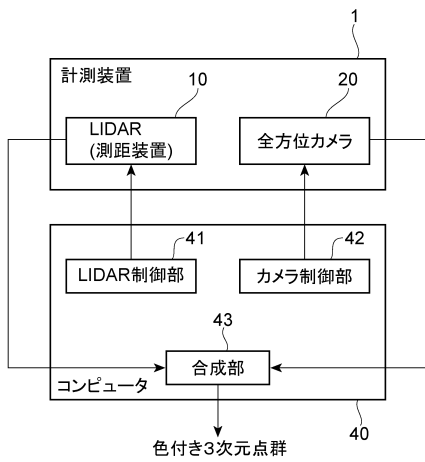 1
計測装置
10
LIDAR
(測距装置)
20
全方位カメラ
41
LIDAR制御部
42
カメラ制御部
43
合成部
コンピュータ
40
色付き3次元点群